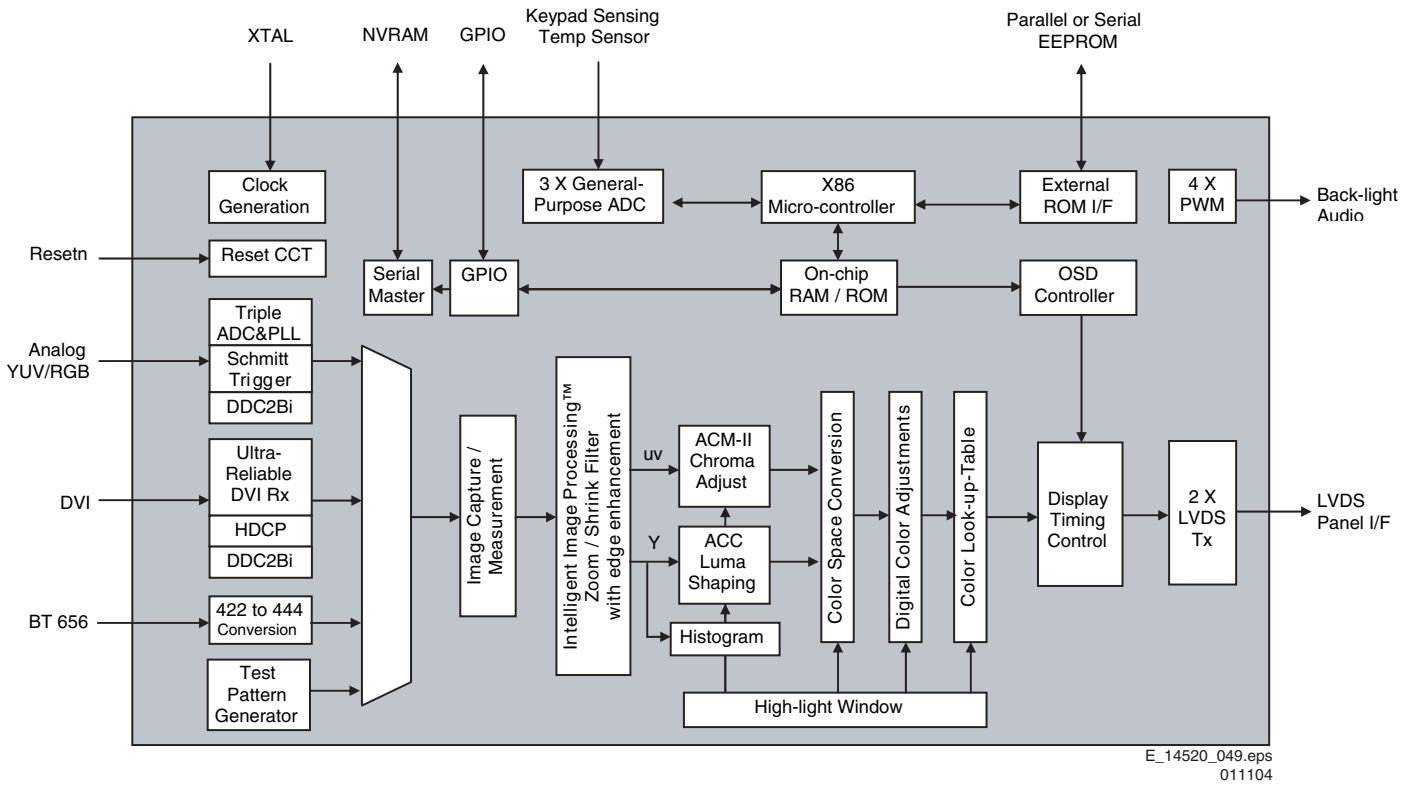 XTAL
NVRAM
GPIO
Keypad Sensing
Temp Sensor
Parallel or Serial
EEPROM
Clock
Generation
3 X General-
Purpose ADC
X86
Micro-controller
External
ROM I/F
4 X
PWM
Back-light
Audio
Resetn
Reset CCT
Serial
Master
GPIO
On-chip
RAM / ROM
OSD
Controller
Analog
YUV/RGB
Triple
ADC&PLL
Schmitt
Trigger
DDC2Bi
DVI
Ultra-
Reliable
DVI Rx
HDCP
DDC2Bi
BT 656
422 to 444
Conversion
Test
Pattern
Generator
Image Capture /
Measurement
Intelligent Image Processing™
Zoom / Shrink Filter
with edge enhancement
uv
Y
ACM-II
Chroma
Adjust
ACC
Luma
Shaping
Histogram
Color Space Conversion
Digital Color Adjustments
Color Look-up-Table
High-light Window
Display
Timing
Control
2 X
LVDS
Tx
LVDS
Panel I/F
E_14520_049.eps
011104